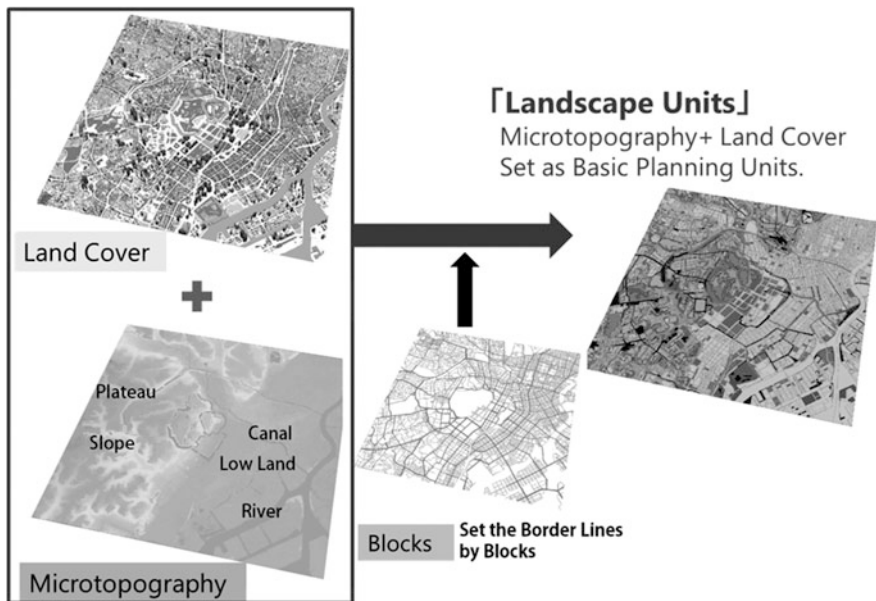 Land Cover
Plateau
Slope
Canal
Low Land
River
Microtopography
Blocks
Set the Border Lines
by Blocks
「Landscape Units」
Microtopography+ Land Cover
Set as Basic Planning Units.